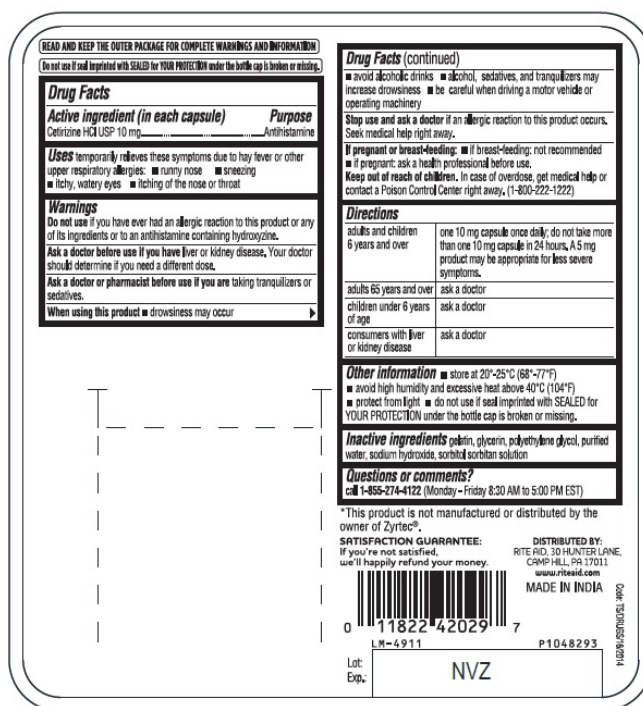 READ AND KEEP THE OUTER PACKAGE FOR COMPLETE WARNINGS AND INFORMATION
Do not use if seal imprinted with SEALED for YOUR PROTECTION under the bottle cap is broken or missing.
Drug Facts
Active ingredient (in each capsule) Purpose
Cetirizine HCl USP 10 mg.....................................Antihistamine
Uses temporarily relieves these symptoms due to hay fever or other
upper respiratory allergies: ■ runny nose ■ sneezing
■ itchy, watery eyes ■ itching of the nose or throat
Warnings
Do not use if you have ever had an allergic reaction to this product or any
of its ingredients or to an antihistamine containing hydroxyzine.
Ask a doctor before use if you have liver or kidney disease. Your doctor
should determine if you need a different dose.
Ask a doctor or pharmacist before use if you are taking tranquilizers or
sedatives.
When using this product ■ drowsiness may occur
Drug Facts (continued)
■ avoid alcoholic drinks ■ alcohol, sedatives, and tranquilizers may
increase drowsiness ■ be careful when driving a motor vehicle or
operating machinery
Stop use and ask a doctor if an allergic reaction to this product occurs.
Seek medical help right away.
If pregnant or breast-feeding: ■ if breast-feeding: not recommended
■ if pregnant: ask a health professional before use.
Keep out of reach of children. In case of overdose, get medical help or
contact a Poison Control Center right away. (1-800-222-1222)
Directions
adults and children
6 years and over
one 10 mg capsule once daily; do not take more
than one 10 mg capsule in 24 hours. A 5 mg
product may be appropriate for less severe
symptoms.
adults 65 years and over ask a doctor
children under 6 years
of age
ask a doctor
consumers with liver
or kidney disease
ask a doctor
Other information ■ store at 20°-25°C (68°-77°F)
■ avoid high humidity and excessive heat above 40°C (104°F)
■ protect from light ■ do not use if seal imprinted with SEALED for
YOUR PROTECTION under the bottle cap is broken or missing.
Inactive ingredients gelatin, glycerin, polyethylene glycol, purified
water, sodium hydroxide, sorbitol sorbitan solution
Questions or comments?
call 1-855-274-4122 (Monday – Friday 8:30 AM to 5:00 PM EST)
*This product is not manufactured or distributed by the
owner of Zyrtec®.
SATISFACTION GUARANTEE:
If you're not satisfied,
we'll happily refund your money.
DISTRIBUTED BY:
RITE AID, 30 HUNTER LANE,
CAMP HILL, PA 17011
www.riteaid.com
MADE IN INDIA
Code: TS/DRUGS/16/2014
0 11822 42029 7
LM-4911 P1048293
Lot:
Exp.:
NVZ